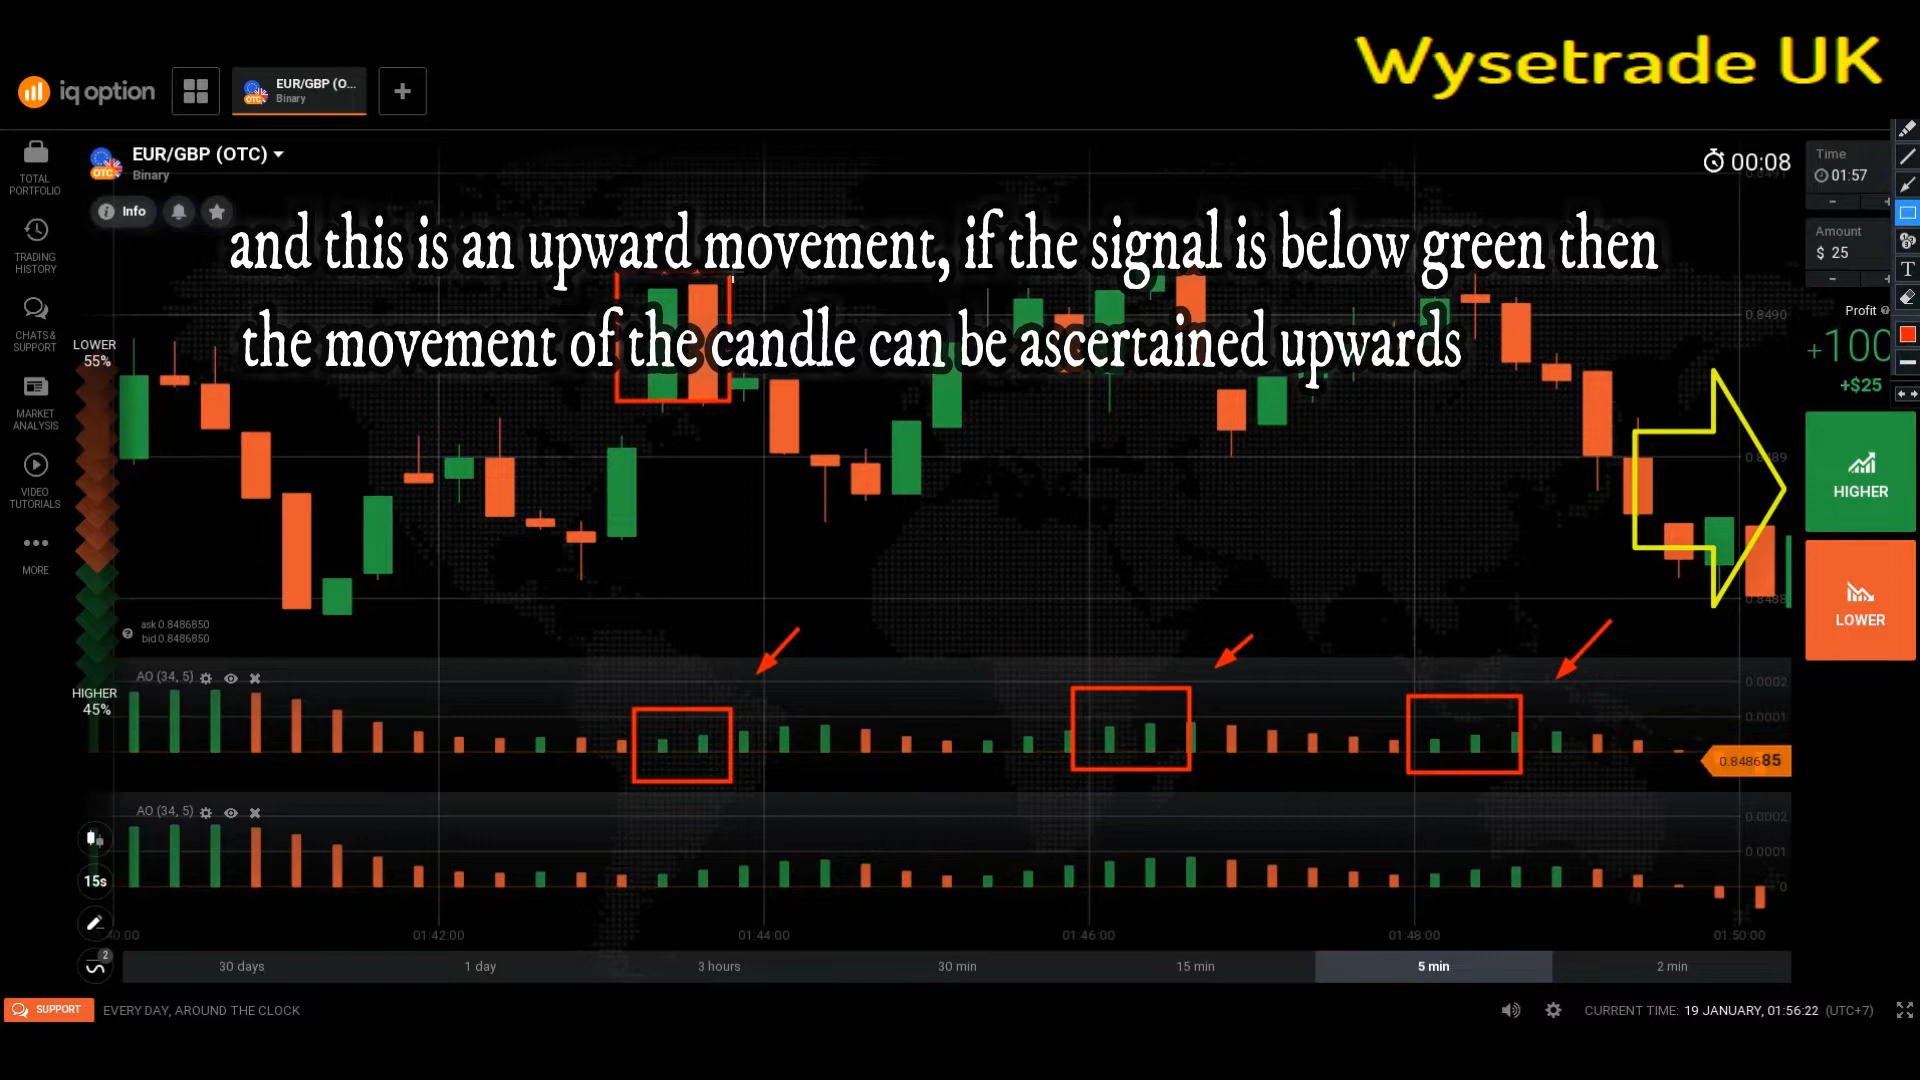 Wysetrade UK
iq option
EUR/GBP (O...
Binary
EUR/GBP (OTC)
Binary
OTC
Info
00:08
Time
01:57
Amount
$ 25
Profit
+100
+$25
HIGHER
LOWER
TOTAL
PORTFOLIO
TRADING
HISTORY
CHATS &
SUPPORT
MARKET
ANALYSIS
VIDEO
TUTORIALS
MORE
and this is an upward movement, if the signal is below green then
the movement of the candle can be ascertained upwards
LOWER
55%
HIGHER
45%
0.8490
ask 0.8486850
bid 0.8486850
AO (34, 5)
0.0002
0.0001
0.848685
AO (34, 5)
0.0002
0.0001
0
15s
2
01:42:00
01:44:00
01:46:00
01:48:00
01:50:00
30 days
1 day
3 hours
30 min
15 min
5 min
2 min
SUPPORT
EVERY DAY, AROUND THE CLOCK
CURRENT TIME: 19 JANUARY, 01:56:22 (UTC+7)